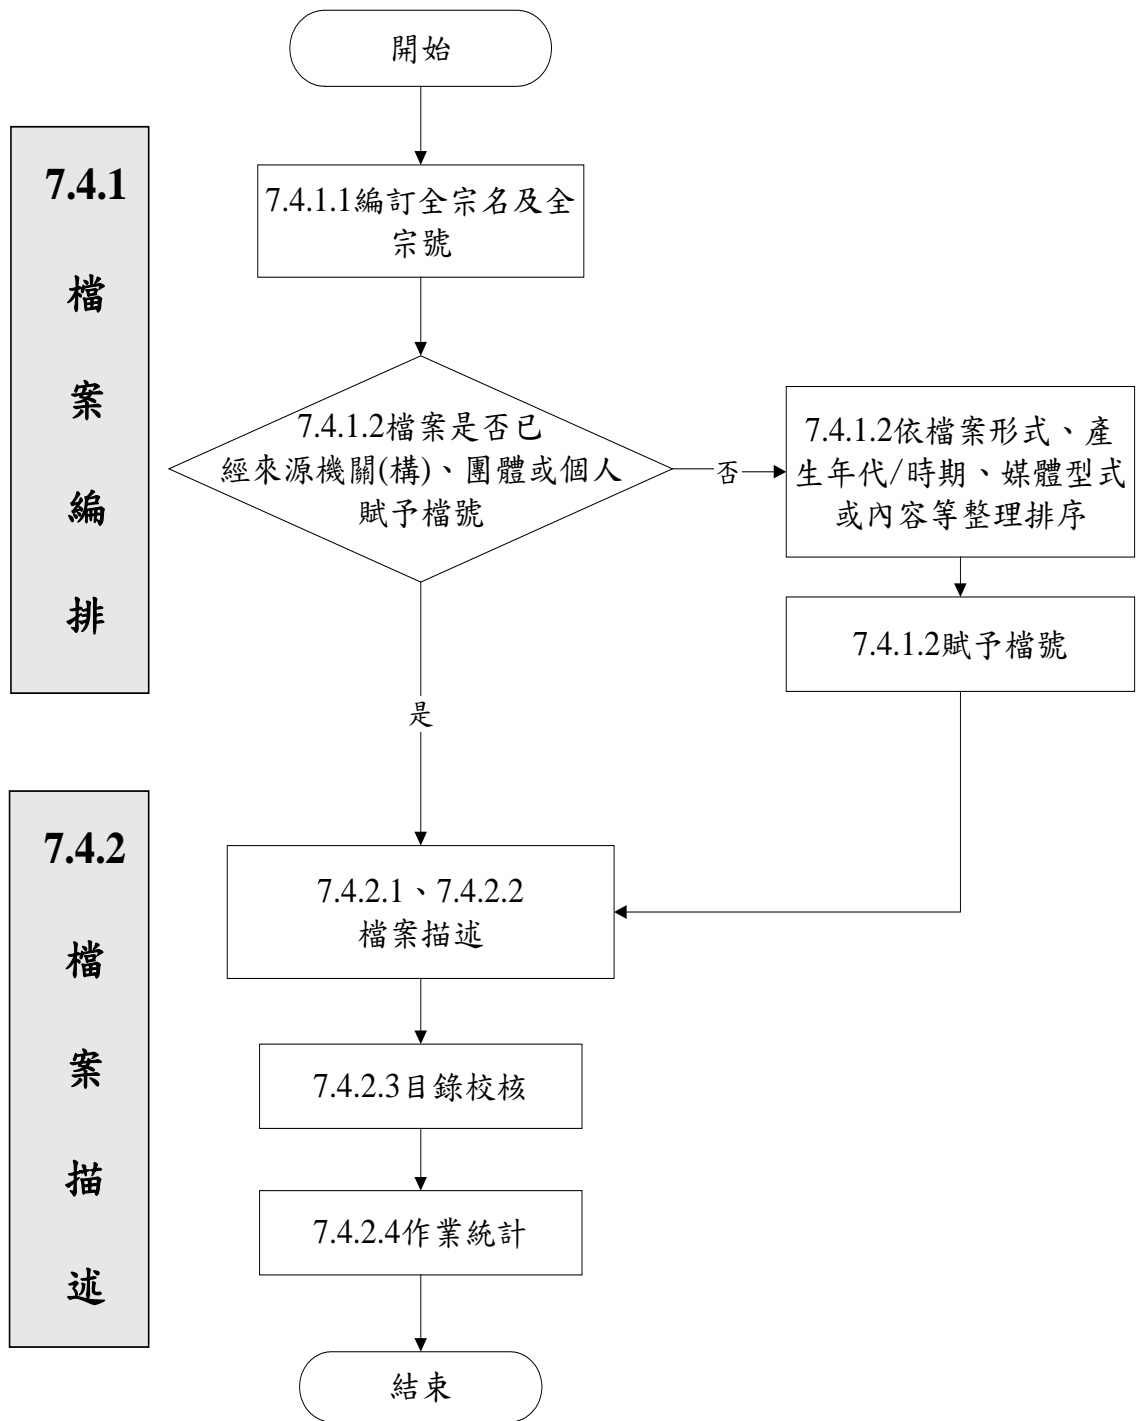 開始
7.4.1
檔
案
編
排
7.4.1.1編訂全宗名及全
宗號
7.4.1.2檔案是否已
經來源機關(構)、團體或個人
賦予檔號
否
7.4.1.2依檔案形式、產
生年代/時期、媒體型式
或內容等整理排序
7.4.1.2賦予檔號
是
7.4.2
檔
案
描
述
7.4.2.1、7.4.2.2
檔案描述
7.4.2.3目錄校核
7.4.2.4作業統計
結束